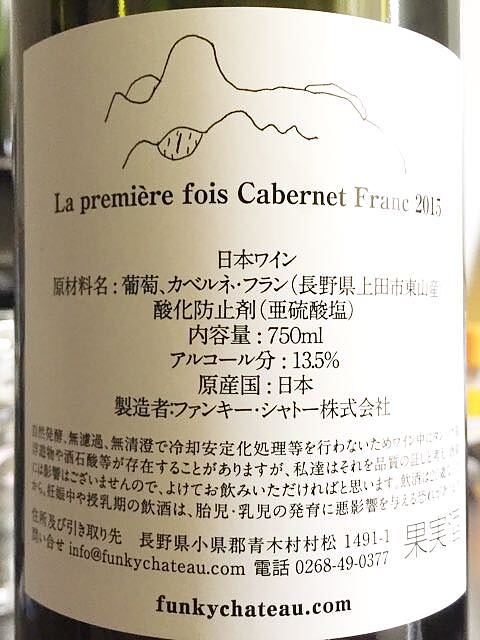 La première fois Cabernet Franc 2015
日本ワイン
原材料名：葡萄、カベルネ・フラン（長野県上田市東山産
酸化防止剤（亜硫酸塩）
内容量：750ml
アルコール分：13.5%
原産国：日本
製造者:ファンキー・シャトー株式会社
自然発酵、無濾過、無清澄で冷却安定化処理等を行わないためワイン中に
浮遊物や酒石酸等が存在することがありますが、私達はそれを品質の証しと考え
には影響はございませんので、よけてお飲みいただければと思います。飲酒は
から。妊娠中や授乳期の飲酒は、胎児・乳児の発育に悪影響を与える恐れが
住所及び引き取り先 長野県小県郡青木村村松 1491-1
問い合せ info@funkychateau.com 電話 0268-49-0377
果実酒
funkychateau.com